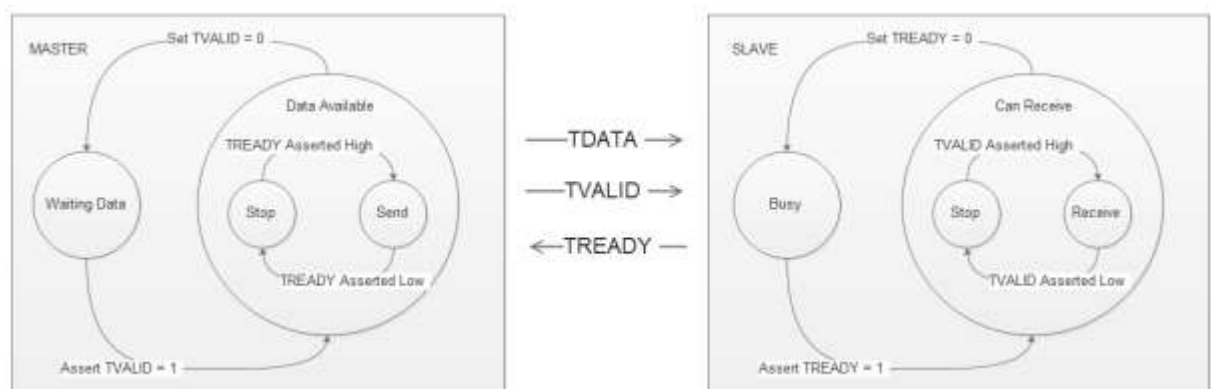 MASTER
Set TVALID = 0
Data Available
TREADY Asserted High
Waiting Data
Stop
Send
TREADY Asserted Low
Assert TVALID = 1
TDATA
TVALID
TREADY
SLAVE
Set TREADY = 0
Can Receive
TVALID Asserted High
Busy
Stop
Receive
TVALID Asserted Low
Assert TREADY = 1